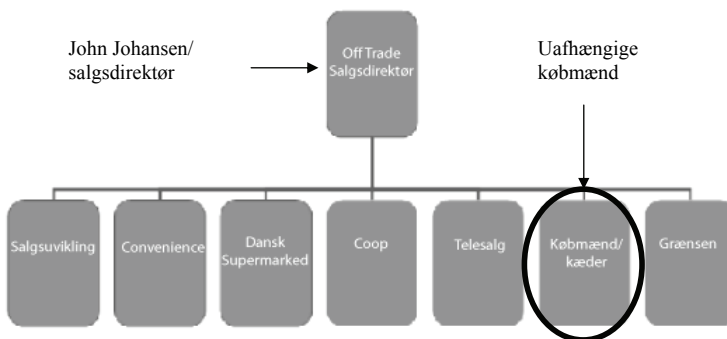 John Johansen/
salgsdirektør
Off Trade
Salgsdirektør
Uafhængige
købmænd
Salgsuvikling
Convenience
Dansk
Supermarked
Coop
Telesalg
Købmænd/
kæder
Grænsen